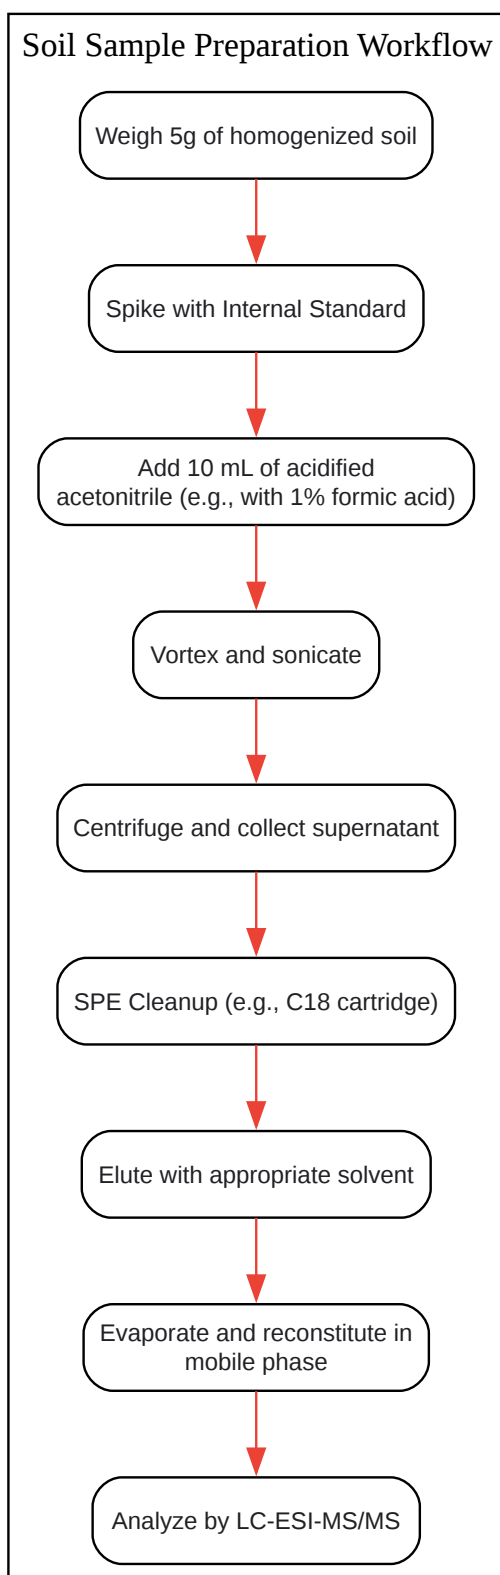 Soil Sample Preparation Workflow
Weigh 5g of homogenized soil
Spike with Internal Standard
Add 10 mL of acidified
acetonitrile (e.g., with 1% formic acid)
Vortex and sonicate
Centrifuge and collect supernatant
SPE Cleanup (e.g., C18 cartridge)
Elute with appropriate solvent
Evaporate and reconstitute in
mobile phase
Analyze by LC-ESI-MS/MS